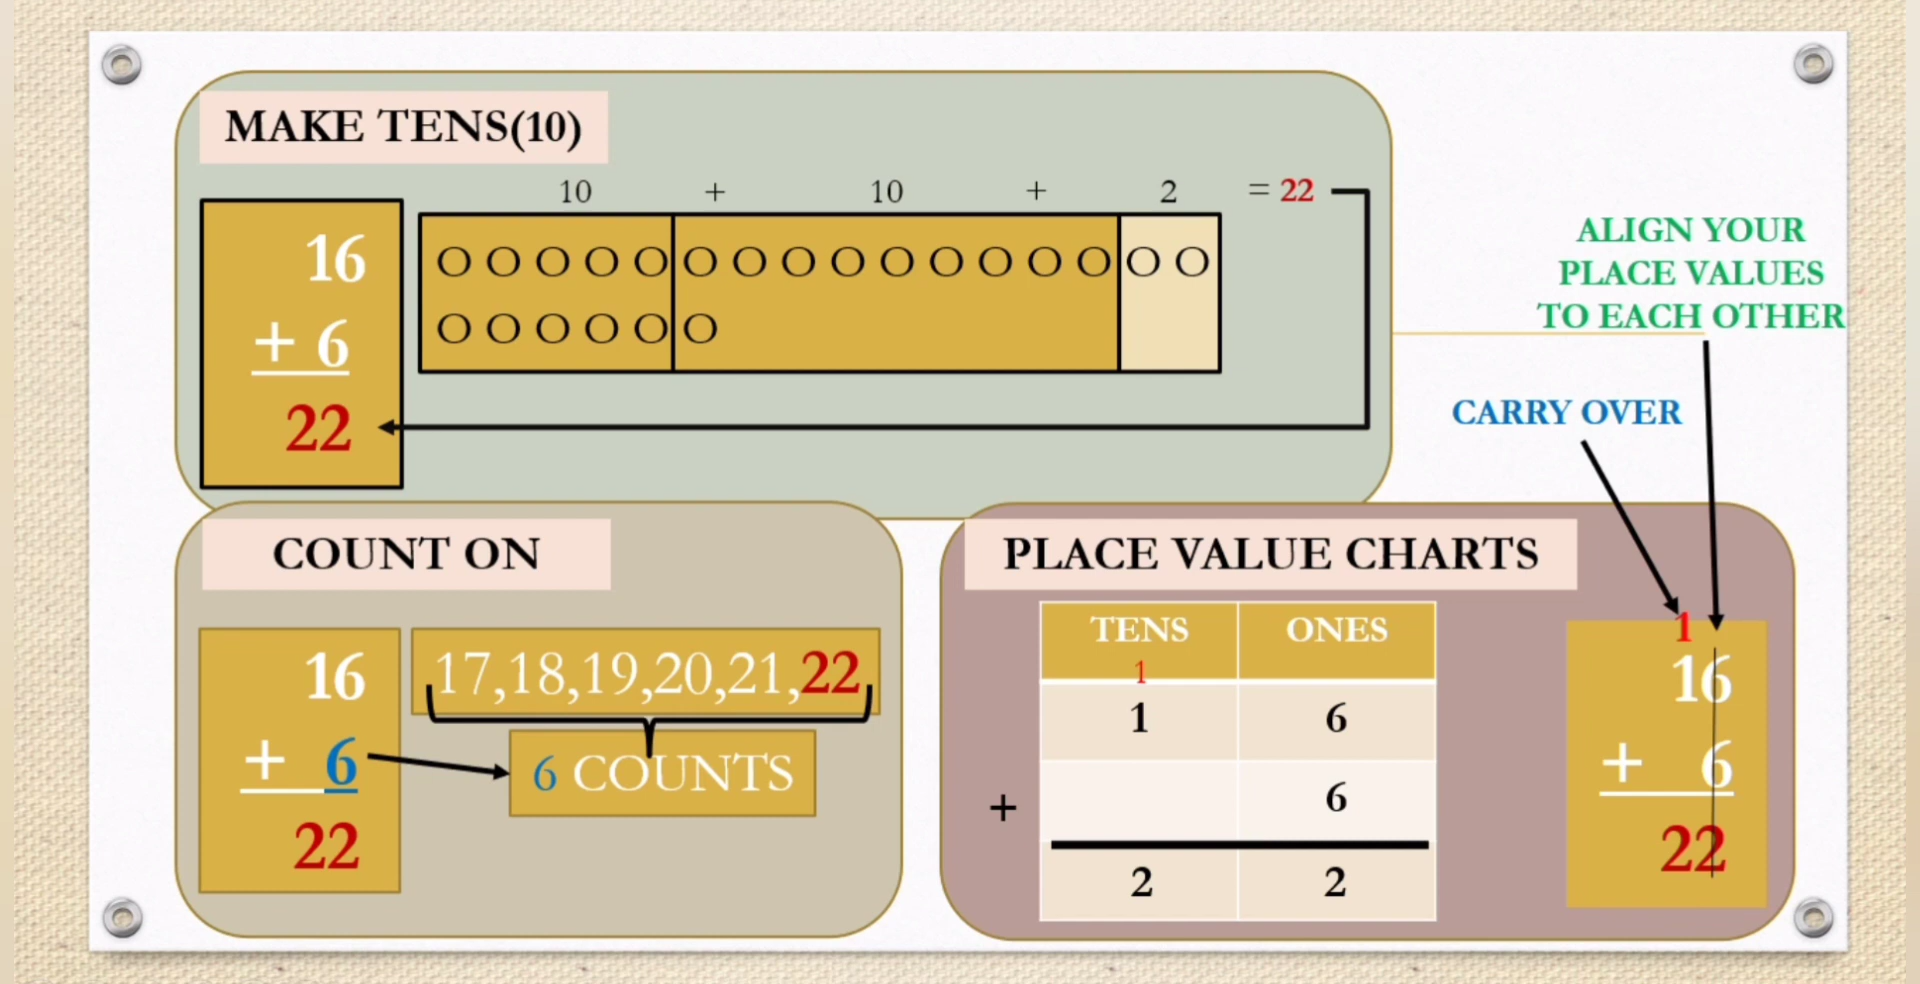 MAKE TENS(10)
10 + 10 + 2 = 22
16
+ 6
22
O O O O O O O O O O O O O O O O
O O O O O O
ALIGN YOUR
PLACE VALUES
TO EACH OTHER
CARRY OVER
COUNT ON
16
+ 6
22
17,18,19,20,21,22
6 COUNTS
PLACE VALUE CHARTS
TENS ONES
1
1 6
+ 6
2 2
1
16
+ 6
22